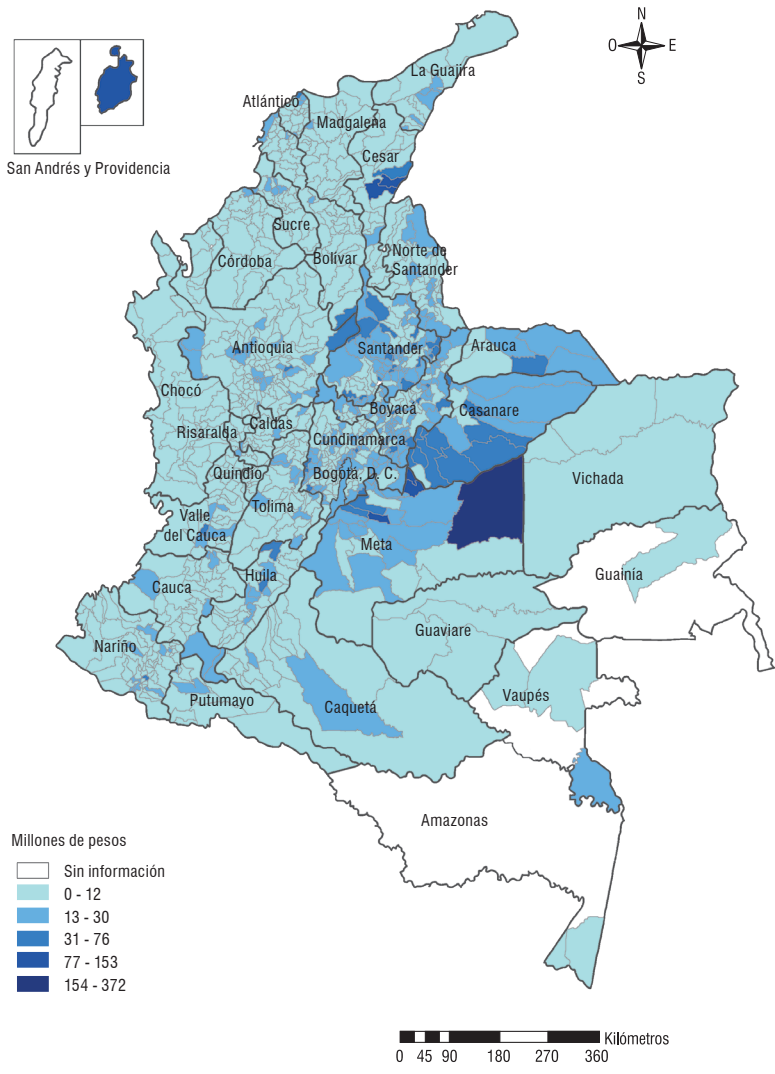 N
O
E
S
San Andrés y Providencia
La Guajira
Atlántico
Madgalena
Cesar
Sucre
Córdoba
Bolívar
Norte de
Santander
Antioquia
Santander
Arauca
Chocó
Boyacá
Casanare
Risaralda
Caldas
Cundinamarca
Quindío
Bogotá, D. C.
Vichada
Valle
del Cauca
Tolima
Meta
Guainía
Cauca
Huila
Nariño
Guaviare
Putumayo
Caquetá
Vaupés
Amazonas
Millones de pesos
Sin información
0 - 12
13 - 30
31 - 76
77 - 153
154 - 372
Kilómetros
0 45 90 180 270 360